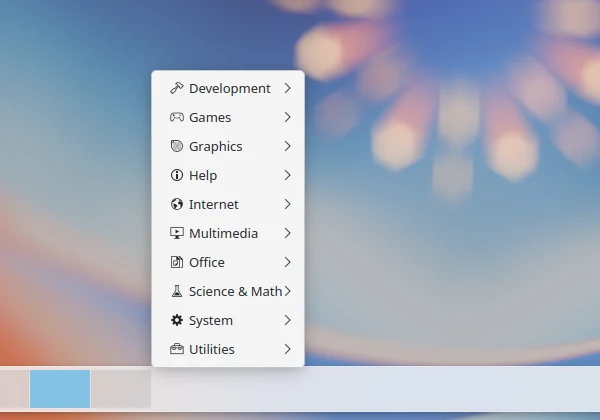 Development
Games
Graphics
Help
Internet
Multimedia
Office
Science & Math
System
Utilities